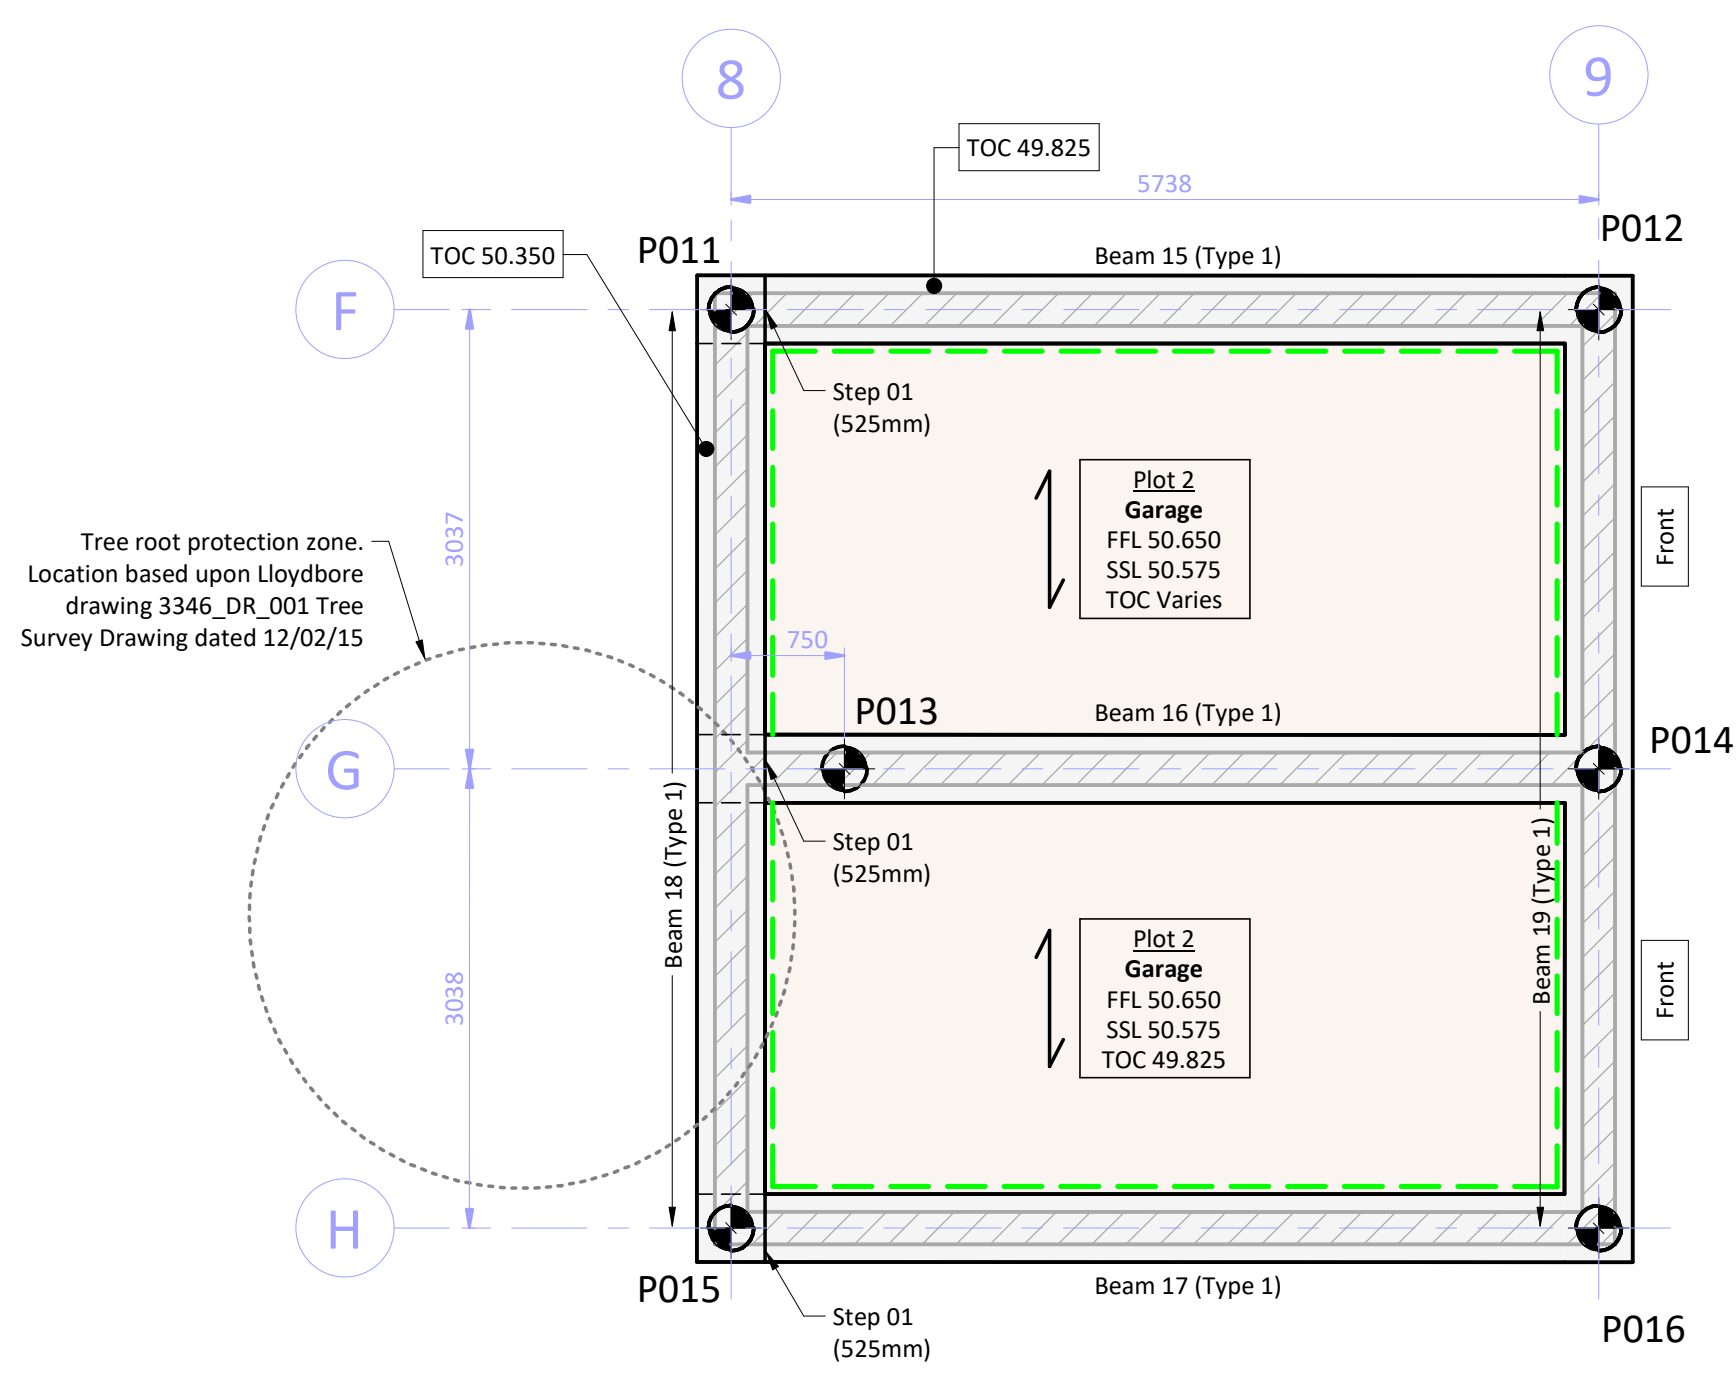 8
9
TOC 49.825
5738
P012
P011
TOC 50.350
Beam 15 (Type 1)
F
Step 01
(525mm)
Plot 2
Garage
FFL 50.650
SSL 50.575
TOC Varies
Front
3037
Tree root protection zone.
Location based upon Lloydbore
drawing 3346_DR_001 Tree
Survey Drawing dated 12/02/15
750
P013
Beam 16 (Type 1)
P014
G
Beam 18 (Type 1)
Step 01
(525mm)
Beam 19 (Type 1)
Plot 2
Garage
FFL 50.650
SSL 50.575
TOC 49.825
Front
3038
H
P015
Beam 17 (Type 1)
Step 01
(525mm)
P016